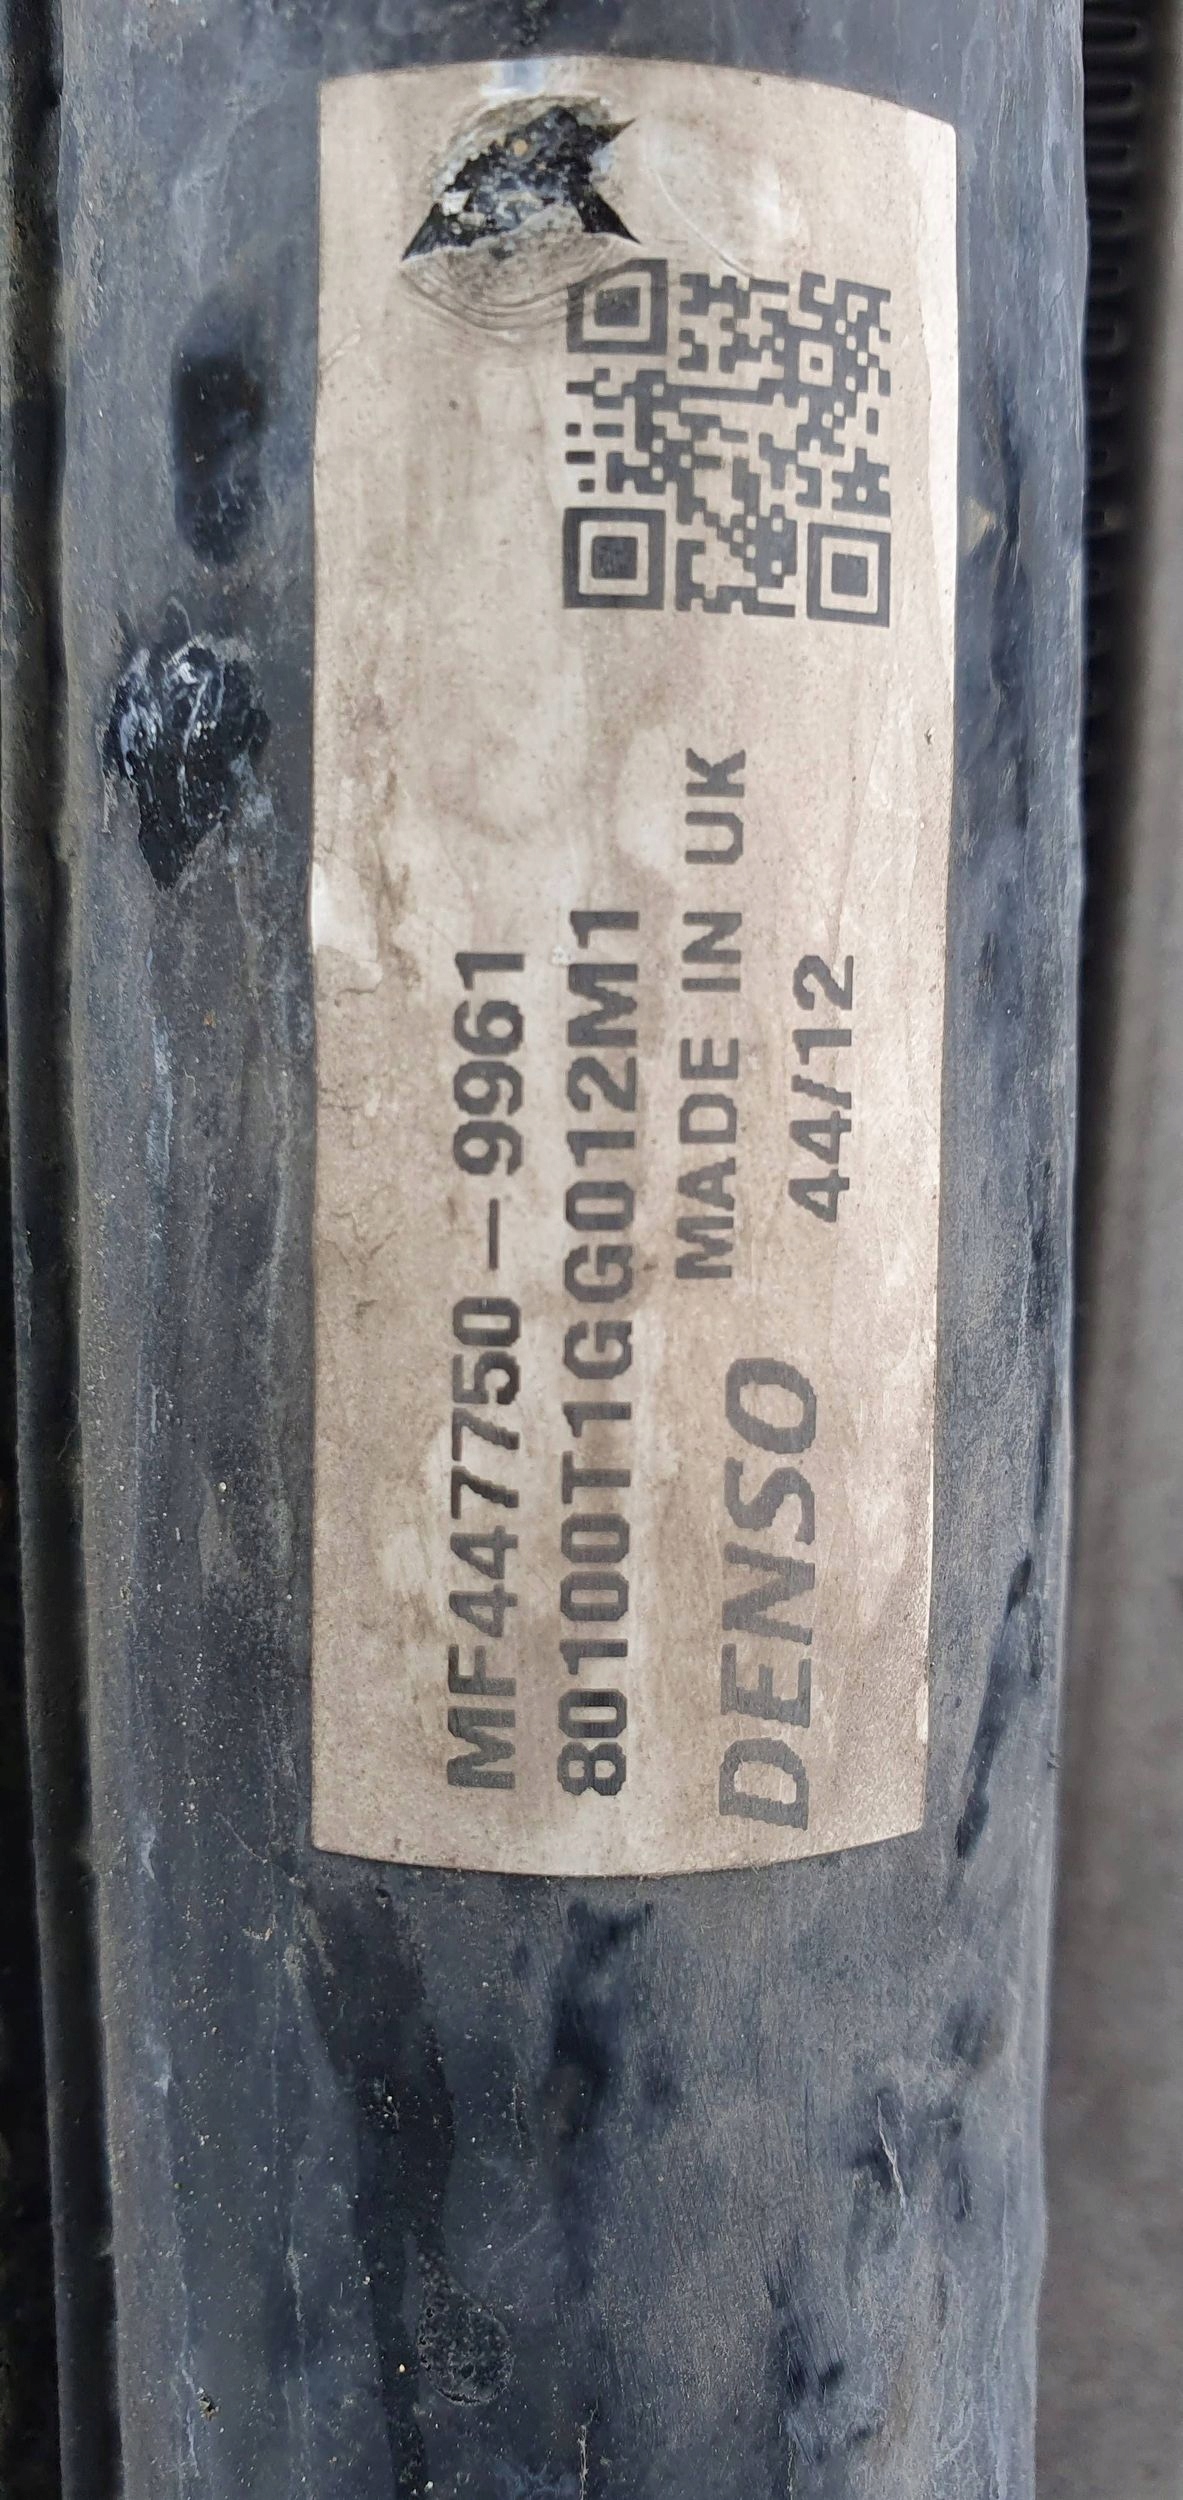 MF447750-9961
80100T1GG012M1
DENSO MADE IN UK
44/12